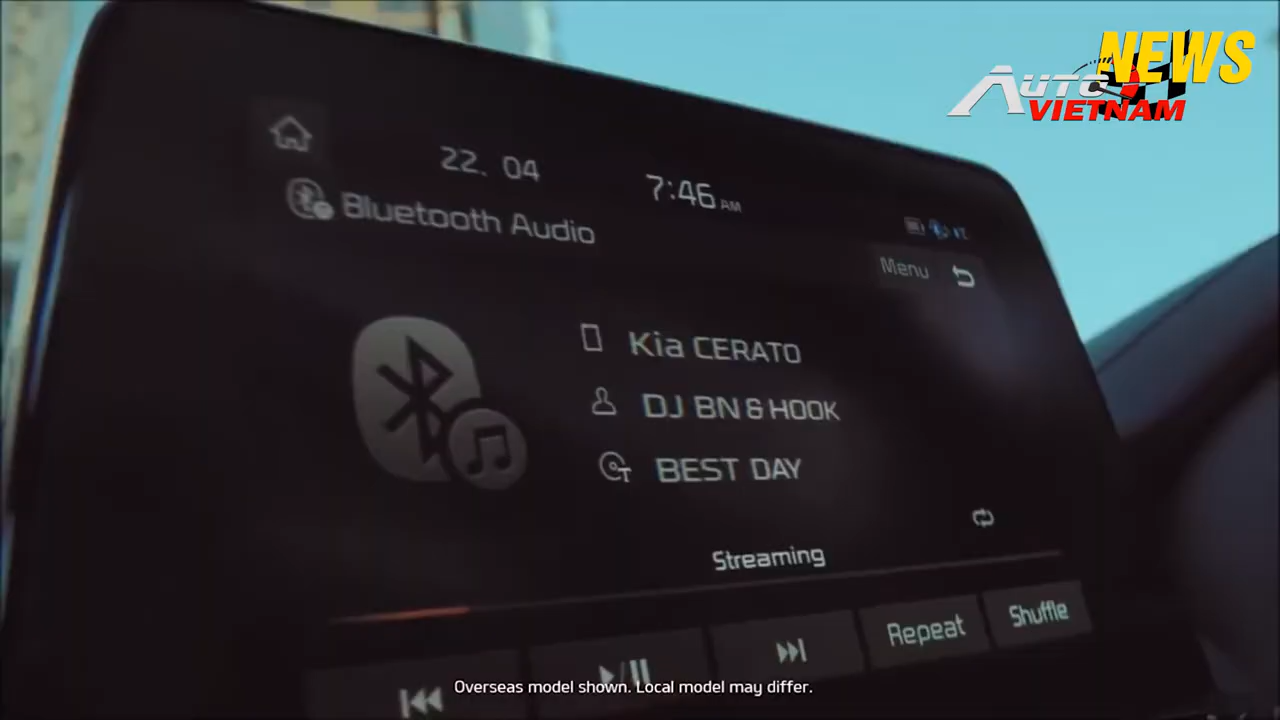 NEWS
AUTO
VIETNAM
22. 04
7:46 AM
Bluetooth Audio
Menu
Kia CERATO
DJ BN & HOOK
BEST DAY
Streaming
Repeat
Shuffle
Overseas model shown. Local model may differ.